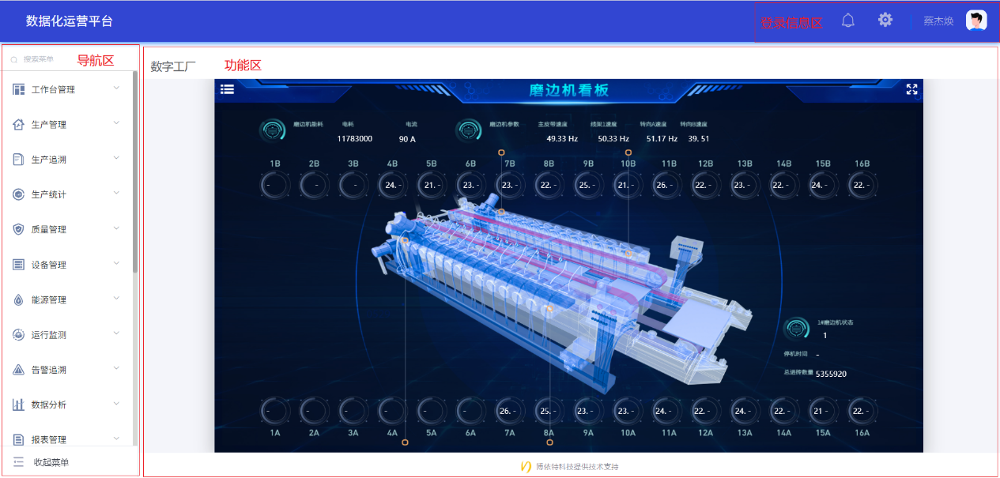 数据化运营平台
登录信息区
蔡杰焕
搜索菜单
导航区
工作台管理
生产管理
生产追溯
生产统计
质量管理
设备管理
能源管理
运行监测
告警追溯
数据分析
报表管理
收起菜单
数字工厂
功能区
磨边机看板
磨边机能耗 电耗 电流 磨边机参数 主皮带速度 线架1速度 转向A速度 转向B速度
11783000 90 A 49.33 Hz 50.33 Hz 51.17 Hz 39. 51
1B 2B 3B 4B 5B 6B 7B 8B 9B 10B 11B 12B 13B 14B 15B 16B
- - - 24. - 21. - 23. - 23. - 22. - 25. - 21. - 26. - 22. - 23. - 22. - 24. - 22. -
1#磨边机状态
1
停机时间 -
总进砖数量 5355920
- - - - - - 26. - 25. - 23. - 23. - 24. - 22. - 24. - 22. - 21 - 22. -
1A 2A 3A 4A 5A 6A 7A 8A 9A 10A 11A 12A 13A 14A 15A 16A
博依特科技提供技术支持